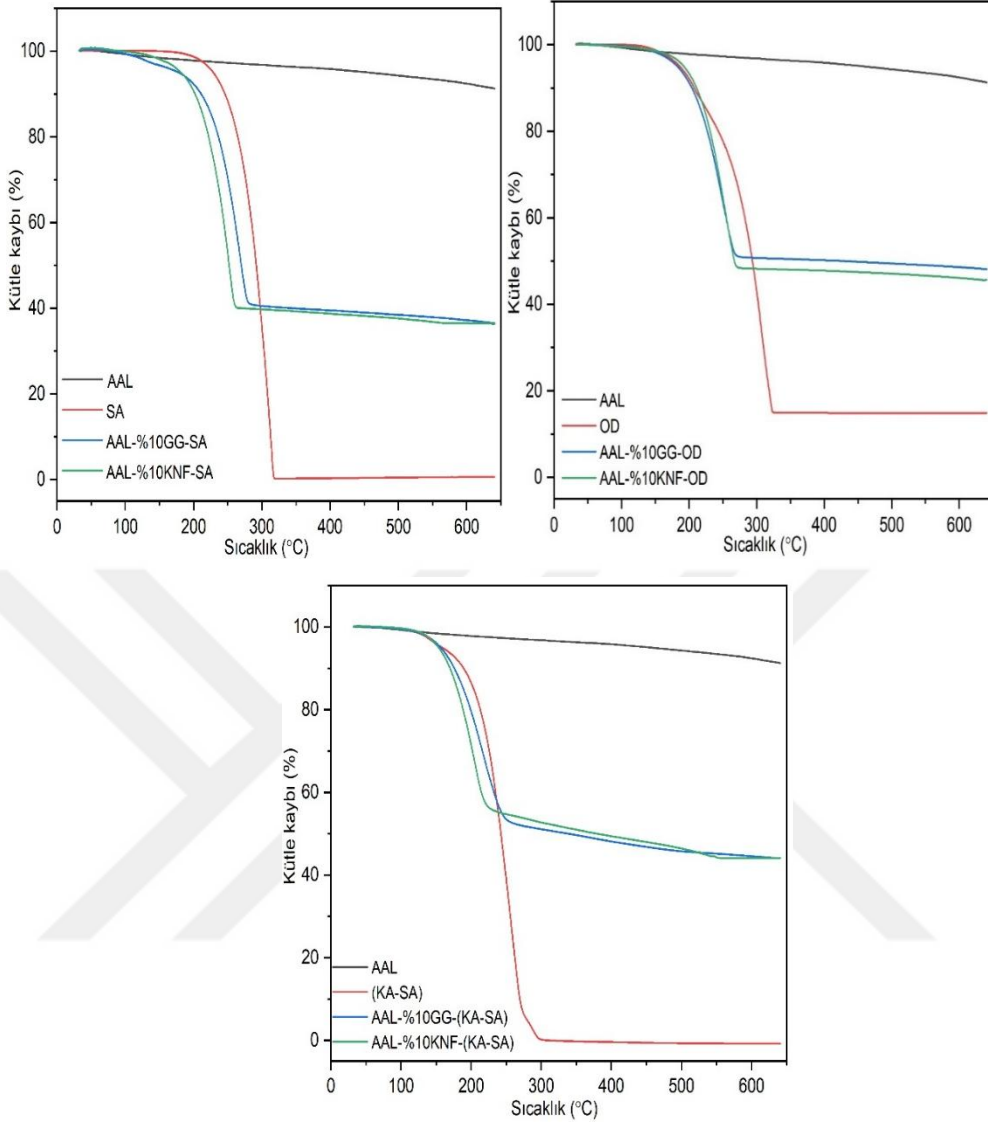 100
80
60
40
20
0
Kütle kaybı (%)
AAL
SA
AAL-%10GG-SA
AAL-%10KNF-SA
0
100
200
300
400
500
600
Sıcaklık (°C)
100
80
60
40
20
0
Kütle kaybı (%)
AAL
OD
AAL-%10GG-OD
AAL-%10KNF-OD
0
100
200
300
400
500
600
Sıcaklık (°C)
100
80
60
40
20
0
Kütle kaybı (%)
AAL
(KA-SA)
AAL-%10GG-(KA-SA)
AAL-%10KNF-(KA-SA)
0
100
200
300
400
500
600
Sıcaklık (°C)